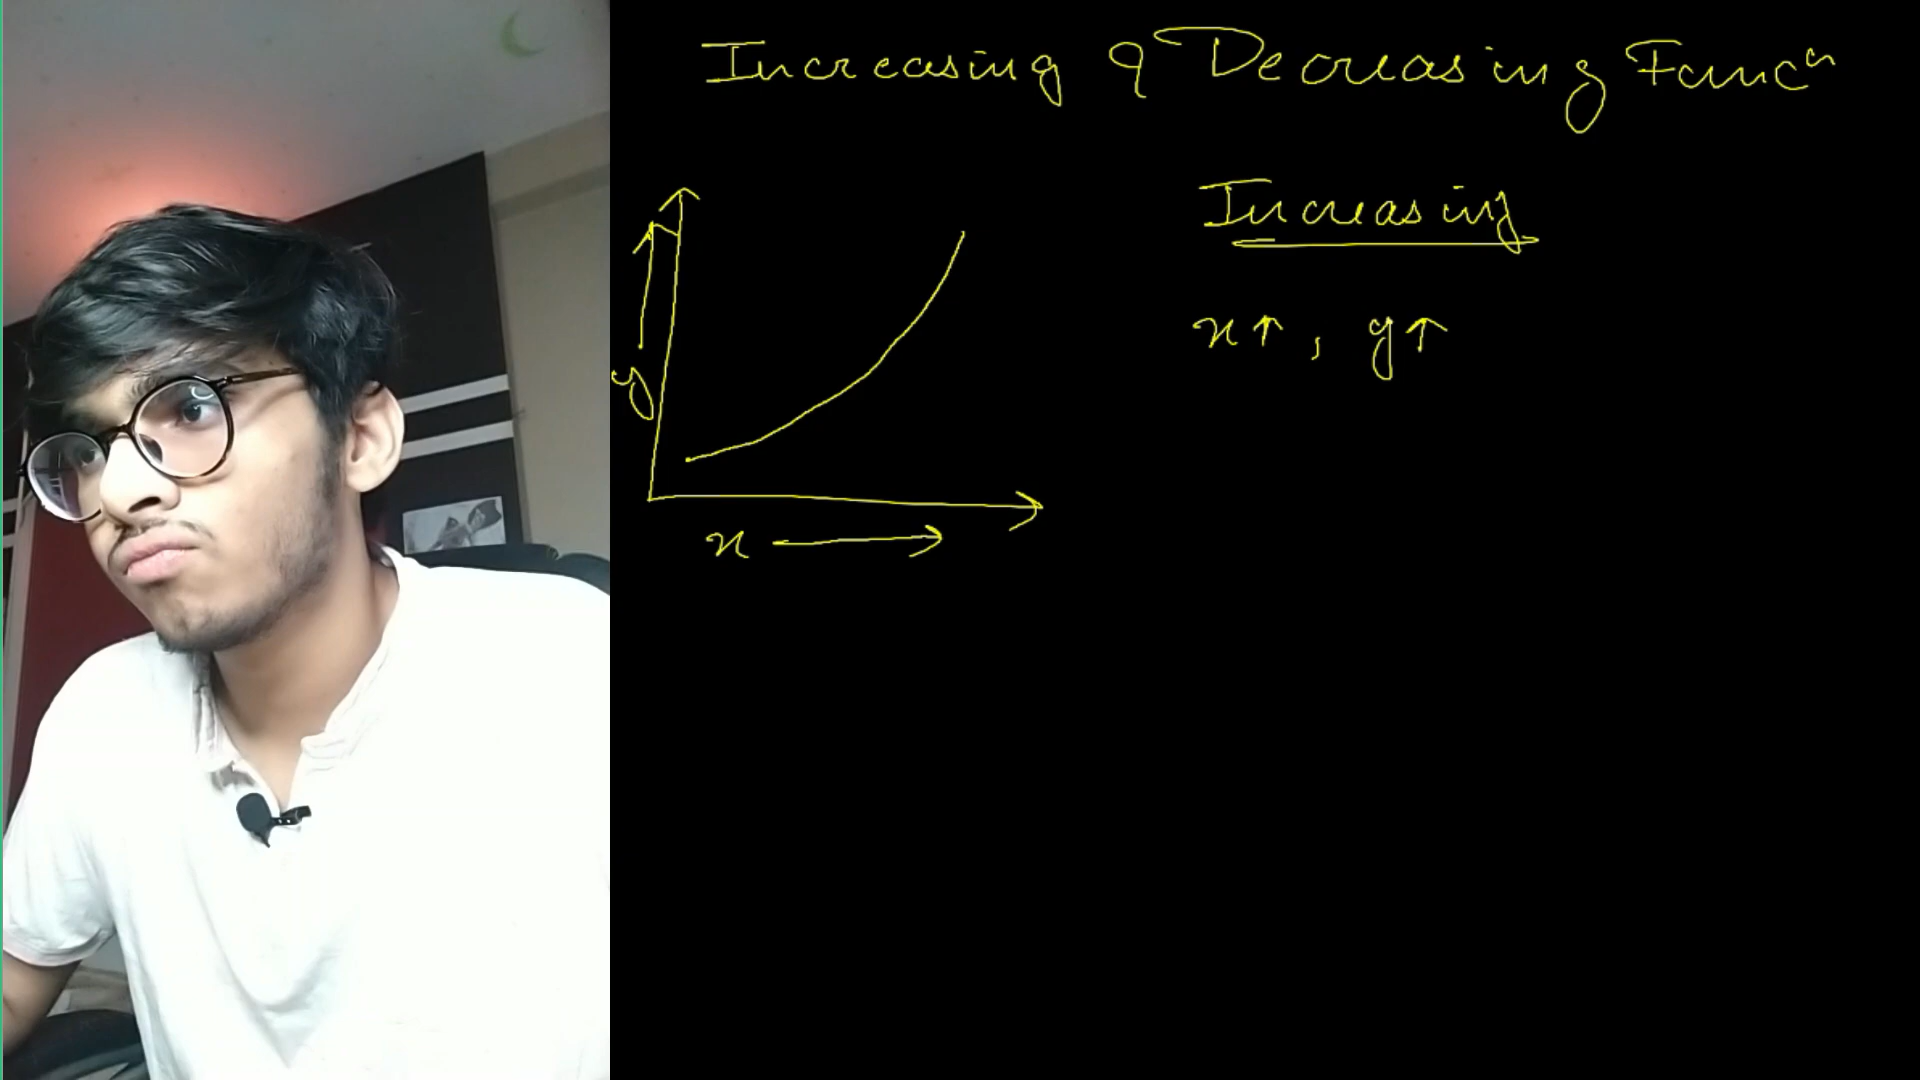 Increasing & Decreasing Funcⁿ
Increasing
x↑, y↑
y
x